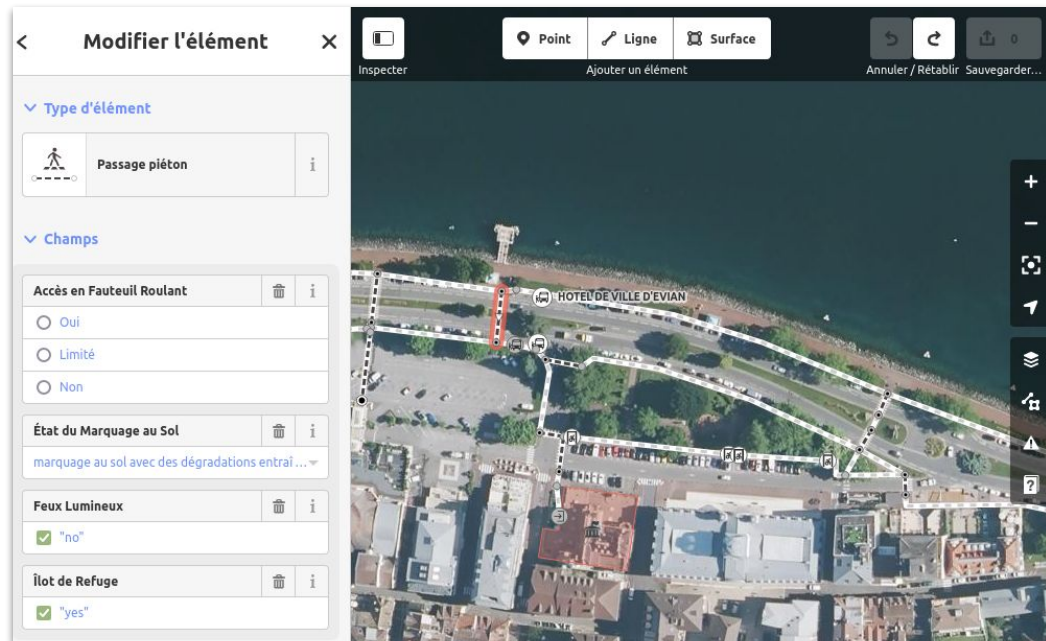 Modifier l'élément
Type d'élément
Passage piéton
i
Champs
Accès en Fauteuil Roulant
i
Oui
Limité
Non
État du Marquage au Sol
i
marquage au sol avec des dégradations entraî ...
Feux Lumineux
i
"no"
Îlot de Refuge
i
"yes"
Inspecter
Point
Ligne
Surface
Ajouter un élément
Annuler / Rétablir
0
Sauvegarder...
HOTEL DE VILLE D'EVIAN
?